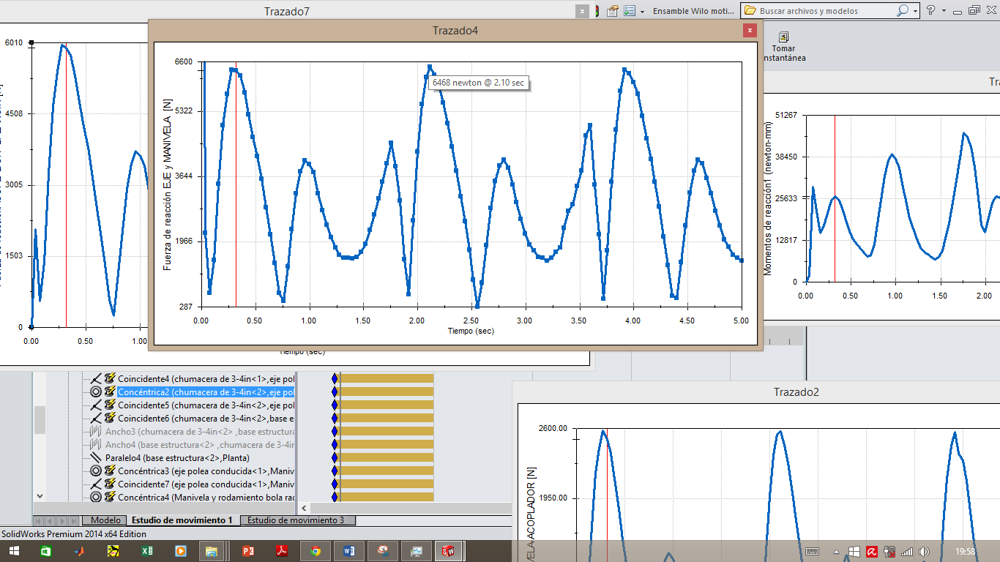 Trazado7
Ensamble Wilo moti...
Buscar archivos y modelos
Trazado4
Tomar
instantánea
6010
4508
3005
1503
0
0.00
0.50
1.00
Tiempo (sec)
Fuerza de reacción EJE y MANIVELA [N]
6600
5322
3644
1966
287
6468 newton @ 2.10 sec
0.00
0.50
1.00
1.50
2.00
2.50
3.00
3.50
4.00
4.50
5.00
Tiempo (sec)
Tra
Momentos de reacción1 (newton-mm)
51267
38450
25633
12817
0
0.00
0.50
1.00
1.50
2.00
Coincidente4 (chumacera de 3-4in<1>,eje pol
Concéntrica2 (chumacera de 3-4in<2>,eje pol
Coincidente5 (chumacera de 3-4in<2>,eje pol
Coincidente6 (chumacera de 3-4in<2>,base e
Ancho3 (chumacera de 3-4in<2> ,base estructura
Ancho4 (base estructura<2> ,chumacera de 3-4in
Paralelo4 (base estructura<2>,Planta)
Concéntrica3 (eje polea conducida<1>,Maniv
Coincidente7 (eje polea conducida<1>,Maniv
Concéntrica4 (Manivela y rodamiento bola rad
Modelo
Estudio de movimiento 1
Estudio de movimiento 3
SolidWorks Premium 2014 x64 Edition
Trazado2
2600.00
1950.00
VELA ACOPLADOR [N]
19:58